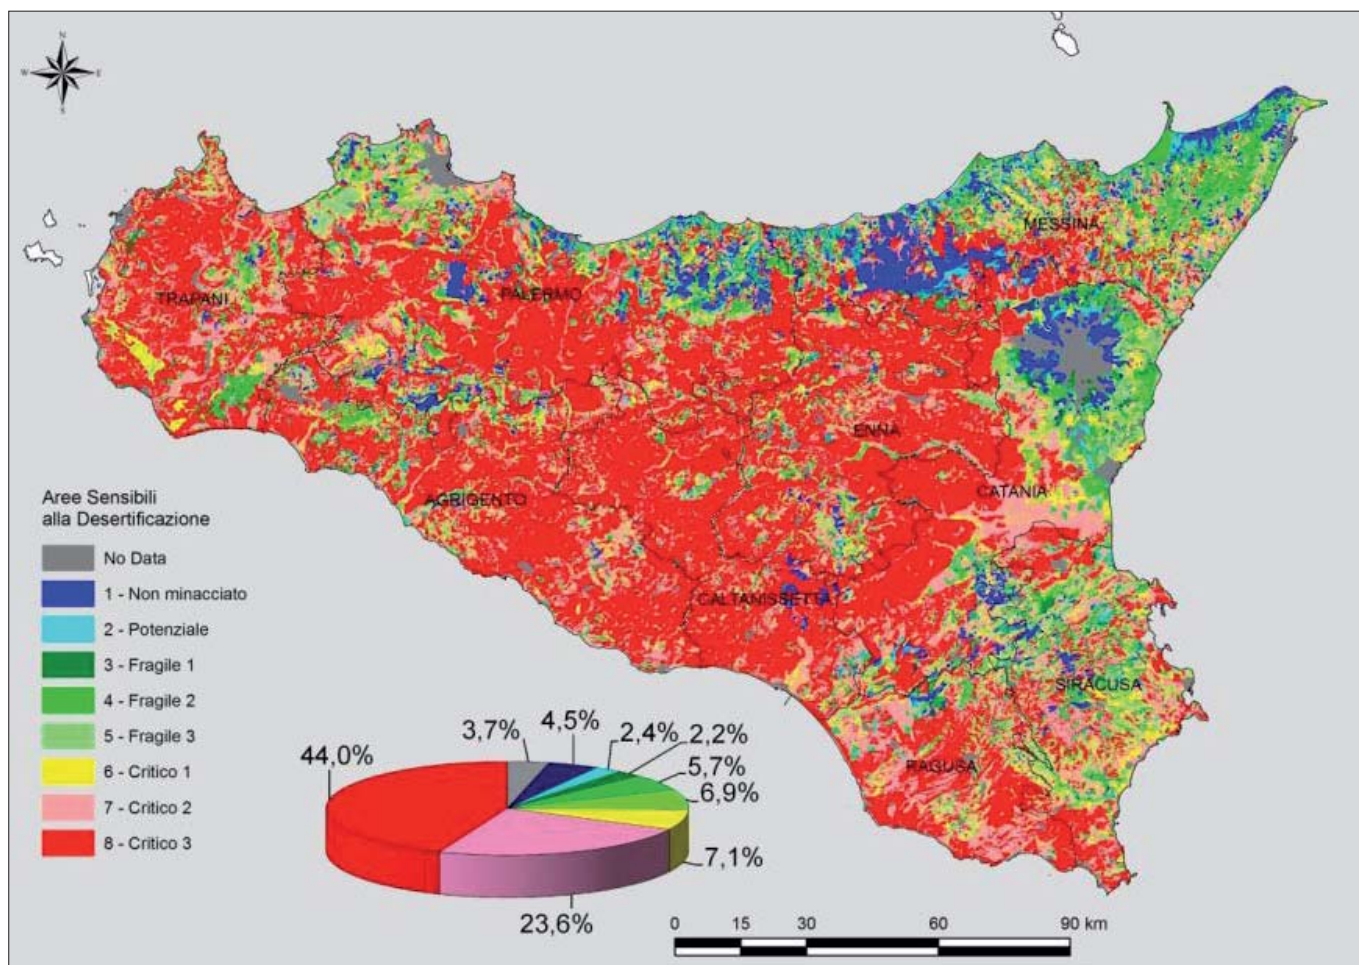 N
W
E
S
MESSINA
TRAPANI
PALERMO
ENNA
CATANIA
AGRIGENTO
CALTANISSETTA
SIRACUSA
RAGUSA
Aree Sensibili
alla Desertificazione
No Data
1 - Non minacciato
2 - Potenziale
3 - Fragile 1
4 - Fragile 2
5 - Fragile 3
6 - Critico 1
7 - Critico 2
8 - Critico 3
44,0%
3,7%
4,5%
2,4%
2,2%
5,7%
6,9%
7,1%
23,6%
0 15 30 60 90 km